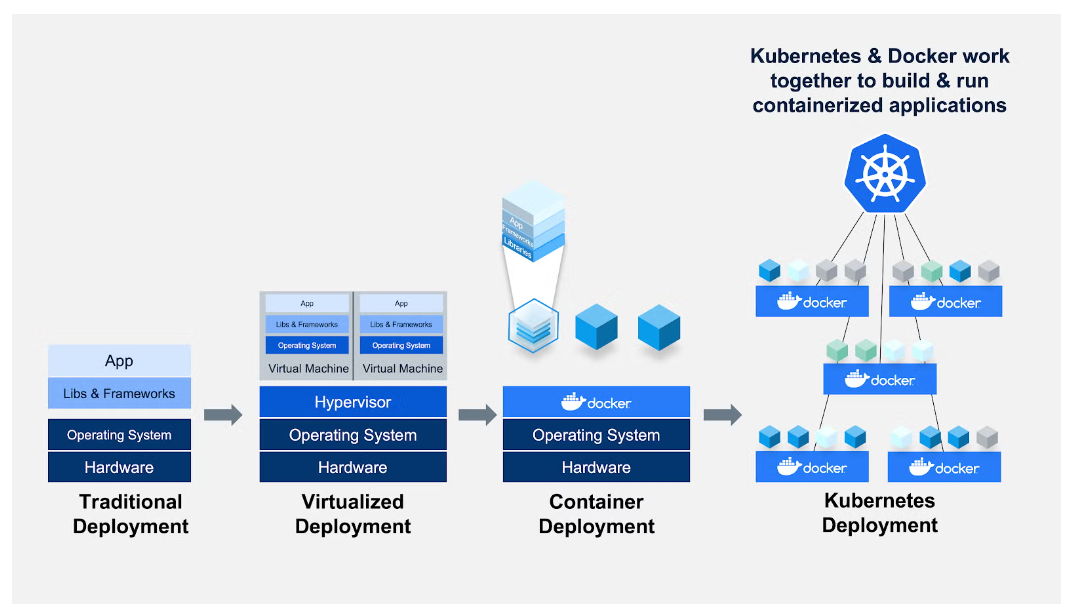 Kubernetes & Docker work
together to build & run
containerized applications
App
Libs & Frameworks
Operating System
Hardware
Traditional
Deployment
App
Libs & Frameworks
Operating System
Virtual Machine
App
Libs & Frameworks
Operating System
Virtual Machine
Hypervisor
Operating System
Hardware
Virtualized
Deployment
App
Frameworks
Libraries
docker
Operating System
Hardware
Container
Deployment
docker
docker
docker
docker
docker
Kubernetes
Deployment